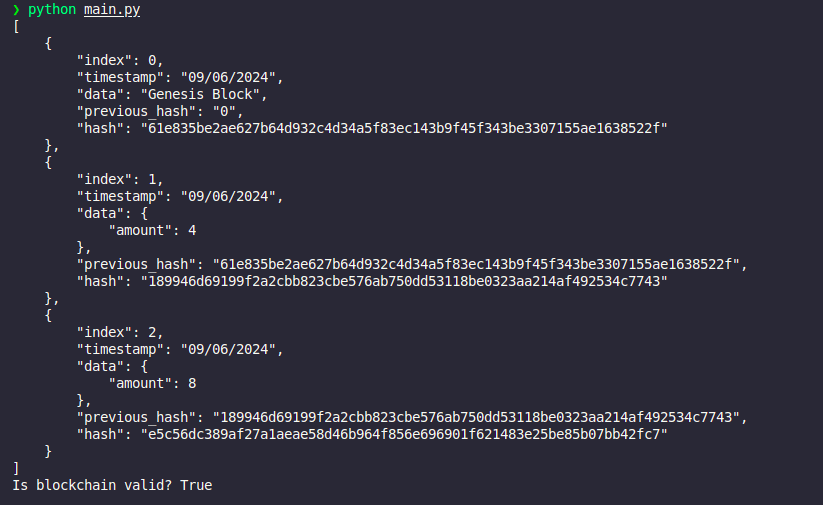 ❯ python main.py
[
    {
        "index": 0,
        "timestamp": "09/06/2024",
        "data": "Genesis Block",
        "previous_hash": "0",
        "hash": "61e835be2ae627b64d932c4d34a5f83ec143b9f45f343be3307155ae1638522f"
    },
    {
        "index": 1,
        "timestamp": "09/06/2024",
        "data": {
            "amount": 4
        },
        "previous_hash": "61e835be2ae627b64d932c4d34a5f83ec143b9f45f343be3307155ae1638522f",
        "hash": "189946d69199f2a2cbb823cbe576ab750dd53118be0323aa214af492534c7743"
    },
    {
        "index": 2,
        "timestamp": "09/06/2024",
        "data": {
            "amount": 8
        },
        "previous_hash": "189946d69199f2a2cbb823cbe576ab750dd53118be0323aa214af492534c7743",
        "hash": "e5c56dc389af27a1aeae58d46b964f856e696901f621483e25be85b07bb42fc7"
    }
]
Is blockchain valid? True